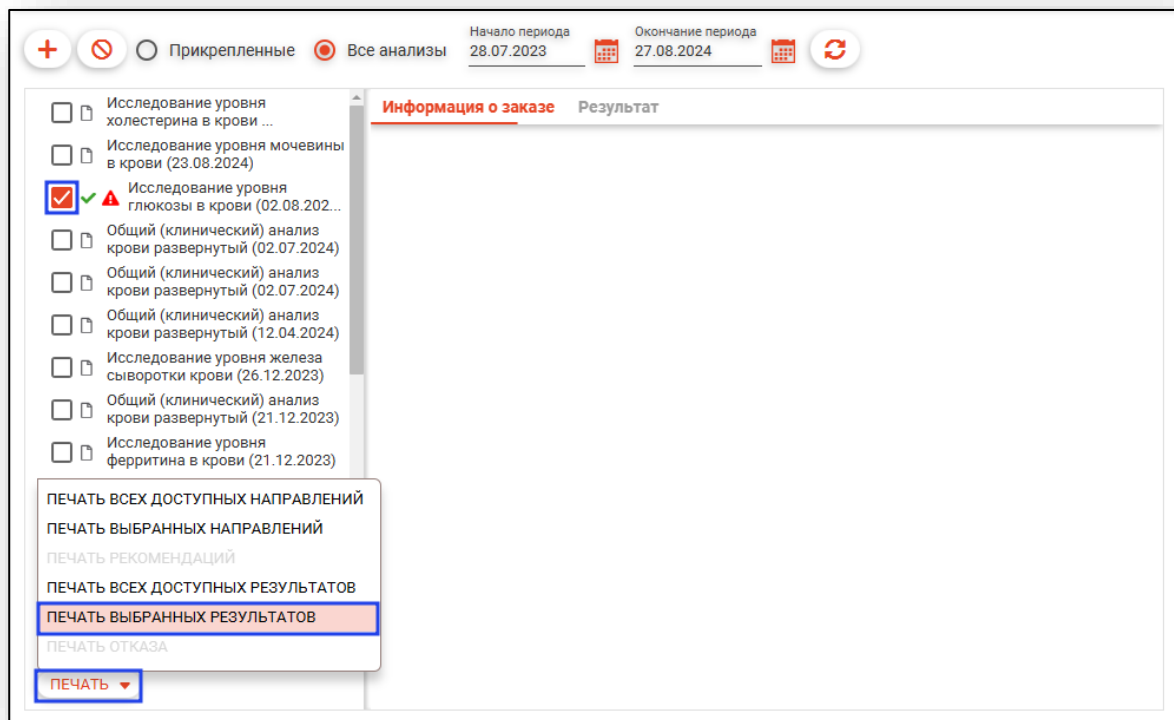 Прикрепленные
Все анализы
Начало периода
28.07.2023
Окончание периода
27.08.2024
Исследование уровня
холестерина в крови ...
Исследование уровня мочевины
в крови (23.08.2024)
Исследование уровня
глюкозы в крови (02.08.202...
Общий (клинический) анализ
крови развернутый (02.07.2024)
Общий (клинический) анализ
крови развернутый (02.07.2024)
Общий (клинический) анализ
крови развернутый (12.04.2024)
Исследование уровня железа
сыворотки крови (26.12.2023)
Общий (клинический) анализ
крови развернутый (21.12.2023)
Исследование уровня
ферритина в крови (21.12.2023)
ПЕЧАТЬ ВСЕХ ДОСТУПНЫХ НАПРАВЛЕНИЙ
ПЕЧАТЬ ВЫБРАННЫХ НАПРАВЛЕНИЙ
ПЕЧАТЬ РЕКОМЕНДАЦИЙ
ПЕЧАТЬ ВСЕХ ДОСТУПНЫХ РЕЗУЛЬТАТОВ
ПЕЧАТЬ ВЫБРАННЫХ РЕЗУЛЬТАТОВ
ПЕЧАТЬ ОТКАЗА
ПЕЧАТЬ
Информация о заказе
Результат